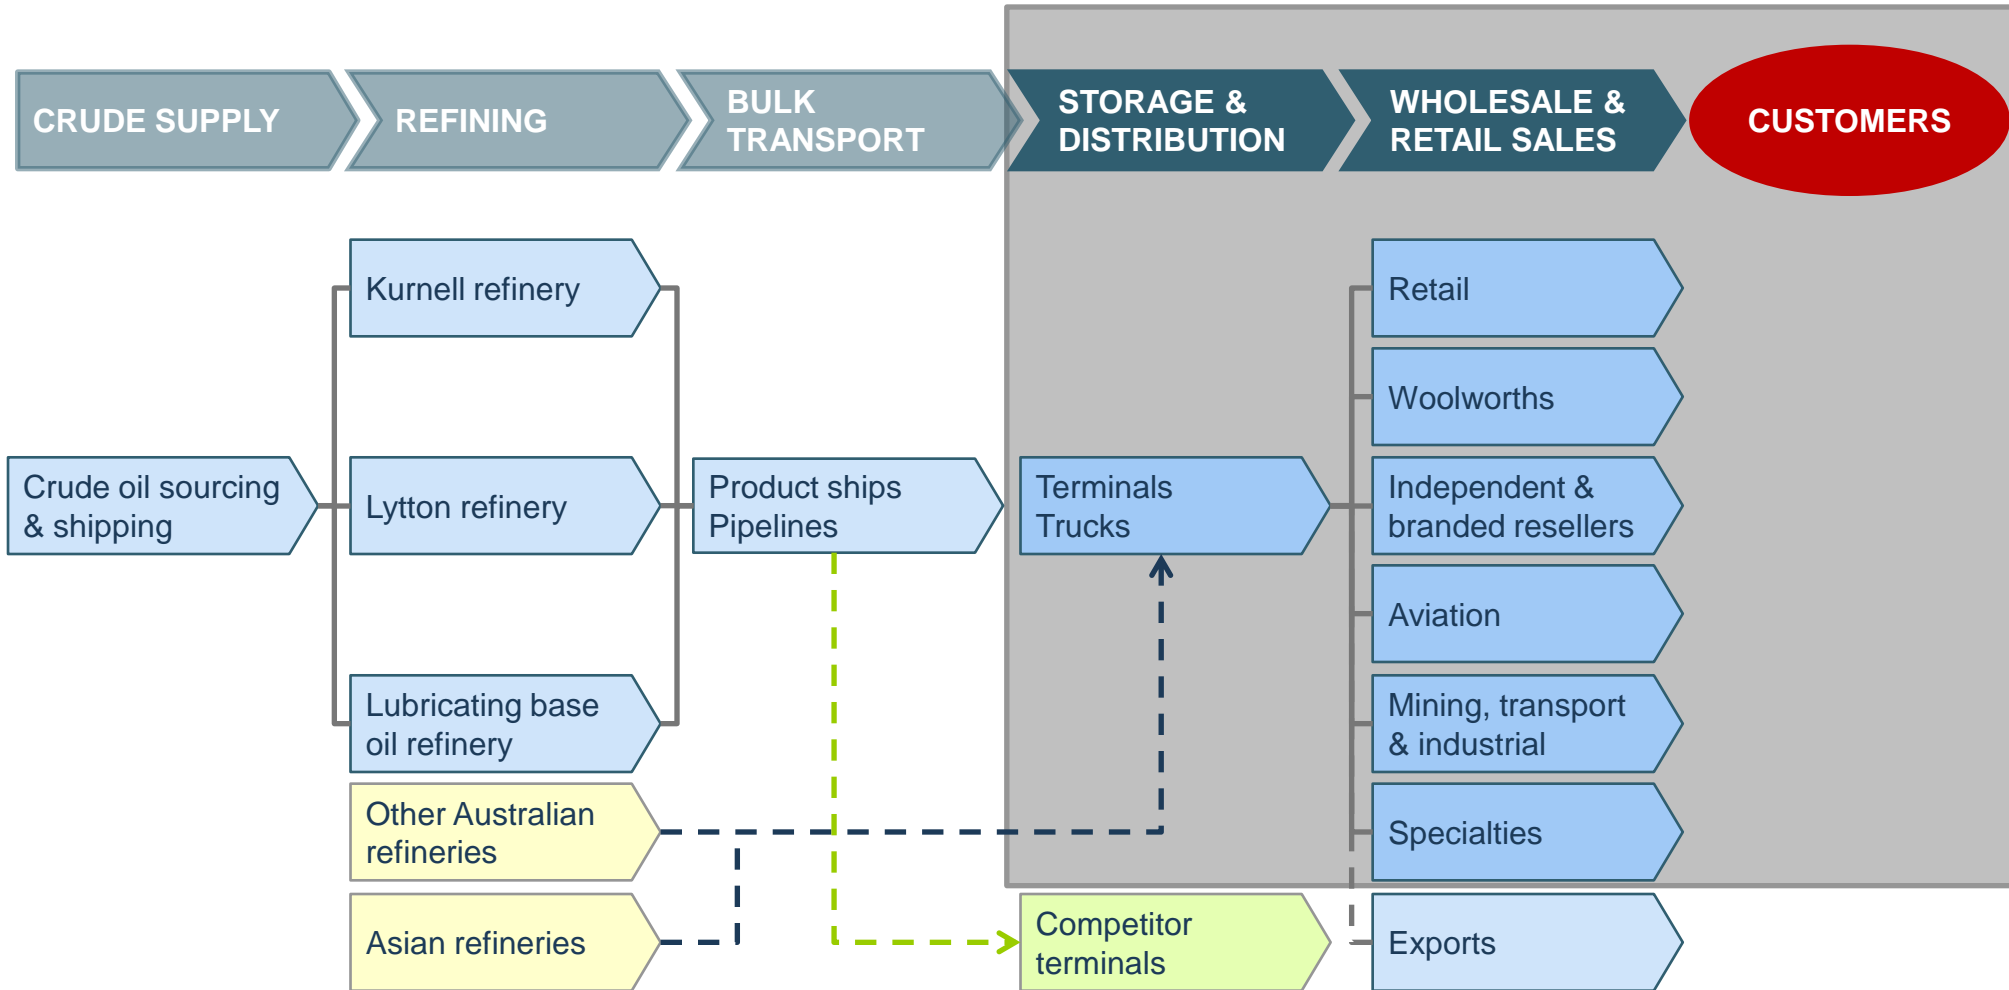 CRUDE SUPPLY
REFINING
BULK
TRANSPORT
STORAGE &
DISTRIBUTION
WHOLESALE &
RETAIL SALES
CUSTOMERS
Crude oil sourcing
& shipping
Kurnell refinery
Lytton refinery
Lubricating base
oil refinery
Other Australian
refineries
Asian refineries
Product ships
Pipelines
Terminals
Trucks
Competitor
terminals
Retail
Woolworths
Independent &
branded resellers
Aviation
Mining, transport
& industrial
Specialties
Exports